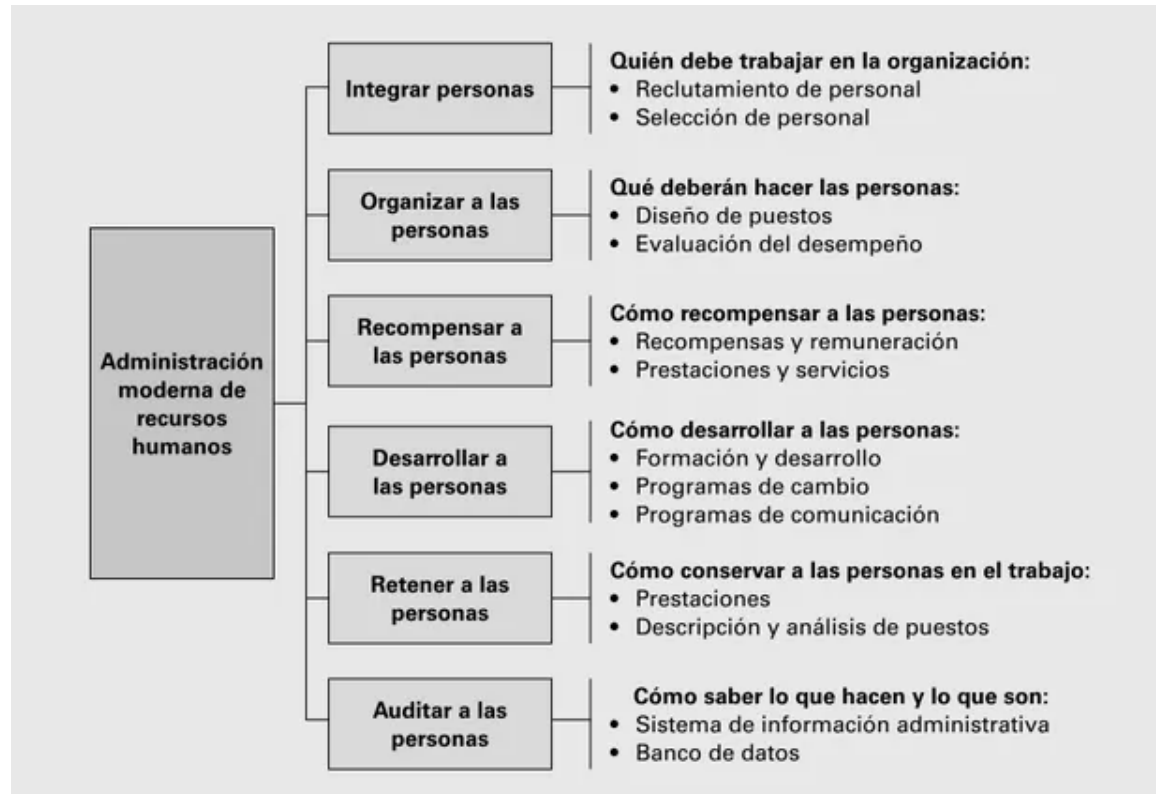 Administración
moderna de
recursos
humanos
Integrar personas
Quién debe trabajar en la organización:
• Reclutamiento de personal
• Selección de personal
Organizar a las
personas
Qué deberán hacer las personas:
• Diseño de puestos
• Evaluación del desempeño
Recompensar a
las personas
Cómo recompensar a las personas:
• Recompensas y remuneración
• Prestaciones y servicios
Desarrollar a
las personas
Cómo desarrollar a las personas:
• Formación y desarrollo
• Programas de cambio
• Programas de comunicación
Retener a las
personas
Cómo conservar a las personas en el trabajo:
• Prestaciones
• Descripción y análisis de puestos
Auditar a las
personas
Cómo saber lo que hacen y lo que son:
• Sistema de información administrativa
• Banco de datos